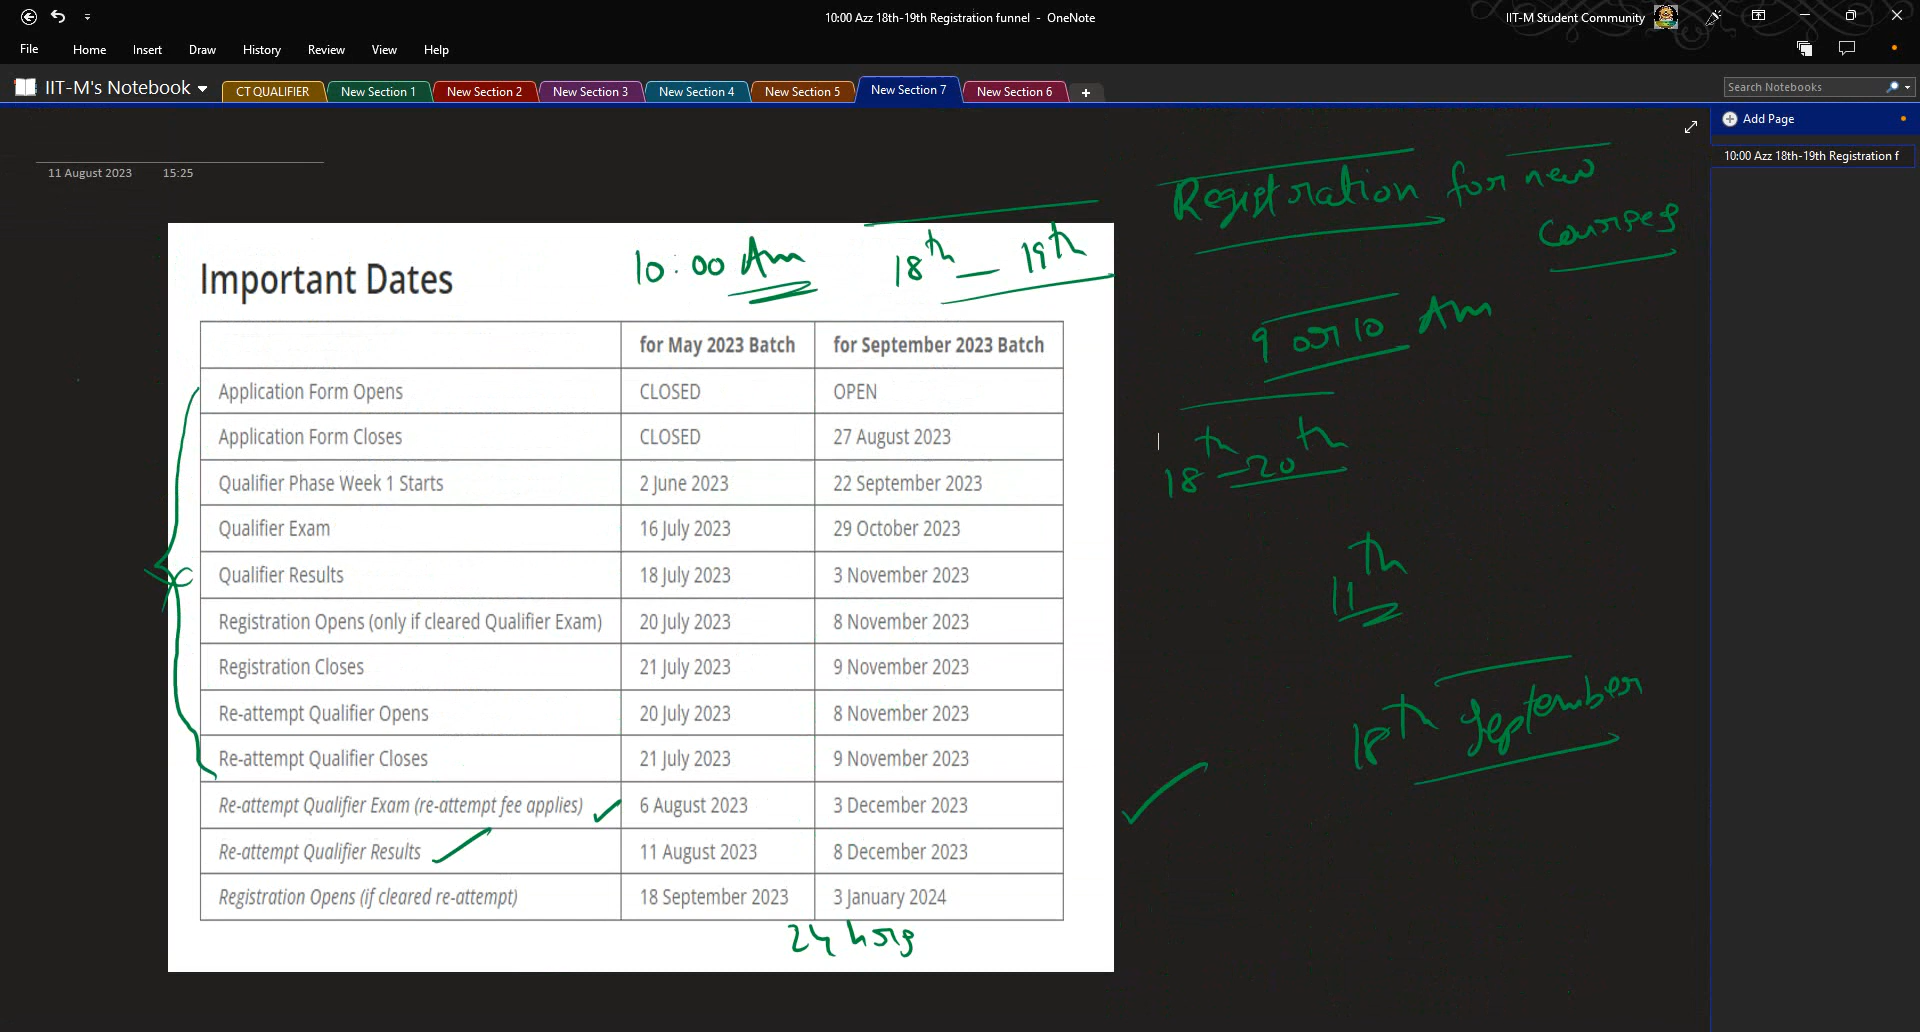 10:00 Azz 18th-19th Registration funnel - OneNote
IIT-M Student Community
File Home Insert Draw History Review View Help
IIT-M's Notebook
CT QUALIFIER New Section 1 New Section 2 New Section 3 New Section 4 New Section 5 New Section 7 New Section 6 +
Search Notebooks
Add Page
10:00 Azz 18th-19th Registration f
11 August 2023 15:25
Registration for new
courses
10:00 Am 18th — 19th
Important Dates
9 or 10 Am
for May 2023 Batch for September 2023 Batch
Application Form Opens CLOSED OPEN
Application Form Closes CLOSED 27 August 2023
18th - 20th
Qualifier Phase Week 1 Starts 2 June 2023 22 September 2023
Qualifier Exam 16 July 2023 29 October 2023
Qualifier Results 18 July 2023 3 November 2023
11th
Registration Opens (only if cleared Qualifier Exam) 20 July 2023 8 November 2023
Registration Closes 21 July 2023 9 November 2023
Re-attempt Qualifier Opens 20 July 2023 8 November 2023
18th September
Re-attempt Qualifier Closes 21 July 2023 9 November 2023
Re-attempt Qualifier Exam (re-attempt fee applies) 6 August 2023 3 December 2023
Re-attempt Qualifier Results 11 August 2023 8 December 2023
Registration Opens (if cleared re-attempt) 18 September 2023 3 January 2024
24 hrs